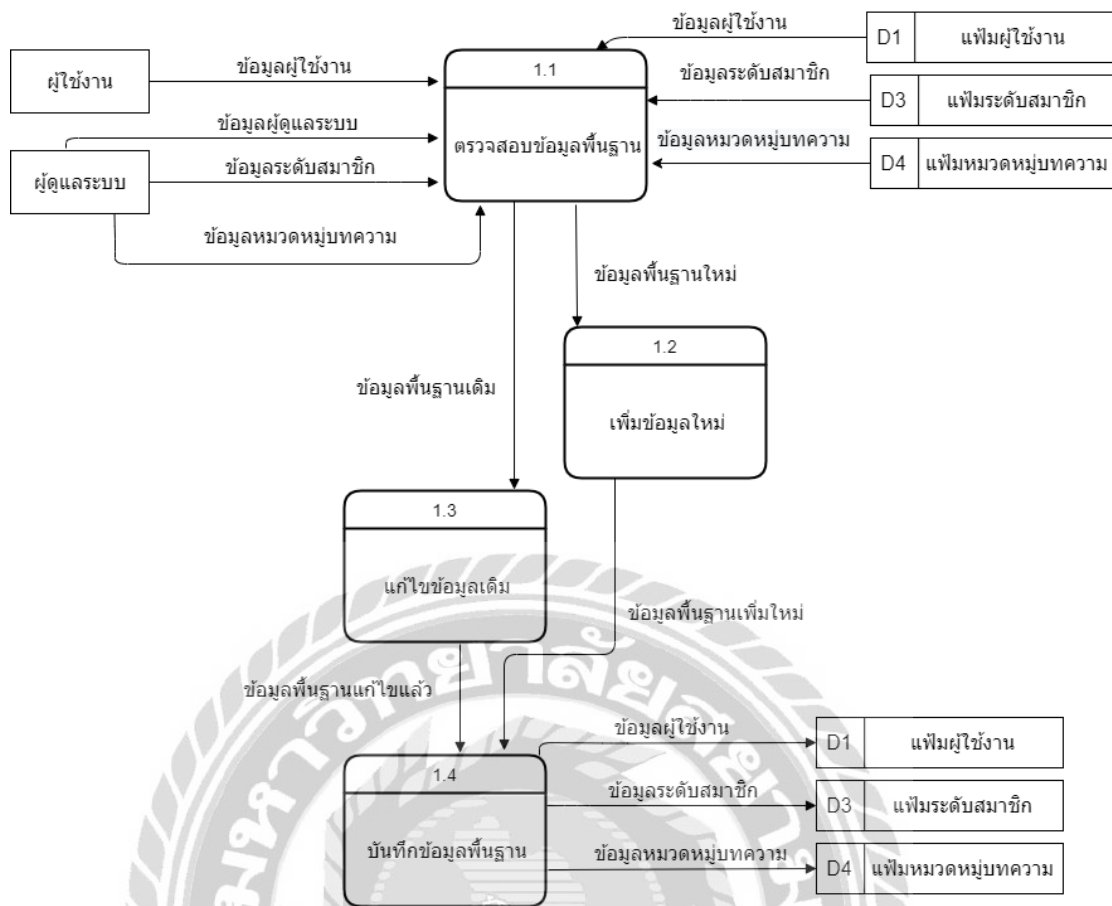 ข้อมูลผู้ใช้งาน
D1 แฟ้มผู้ใช้งาน
ผู้ใช้งาน
ข้อมูลผู้ใช้งาน
1.1
ตรวจสอบข้อมูลพื้นฐาน
ข้อมูลระดับสมาชิก
D3 แฟ้มระดับสมาชิก
ข้อมูลผู้ดูแลระบบ
ข้อมูลหมวดหมู่บทความ
D4 แฟ้มหมวดหมู่บทความ
ผู้ดูแลระบบ
ข้อมูลระดับสมาชิก
ข้อมูลหมวดหมู่บทความ
ข้อมูลพื้นฐานใหม่
1.2
เพิ่มข้อมูลใหม่
ข้อมูลพื้นฐานเดิม
1.3
แก้ไขข้อมูลเดิม
ข้อมูลพื้นฐานเพิ่มใหม่
ข้อมูลพื้นฐานแก้ไขแล้ว
1.4
บันทึกข้อมูลพื้นฐาน
ข้อมูลผู้ใช้งาน
D1 แฟ้มผู้ใช้งาน
ข้อมูลระดับสมาชิก
D3 แฟ้มระดับสมาชิก
ข้อมูลหมวดหมู่บทความ
D4 แฟ้มหมวดหมู่บทความ
มหาวิทยาลัยสยาม